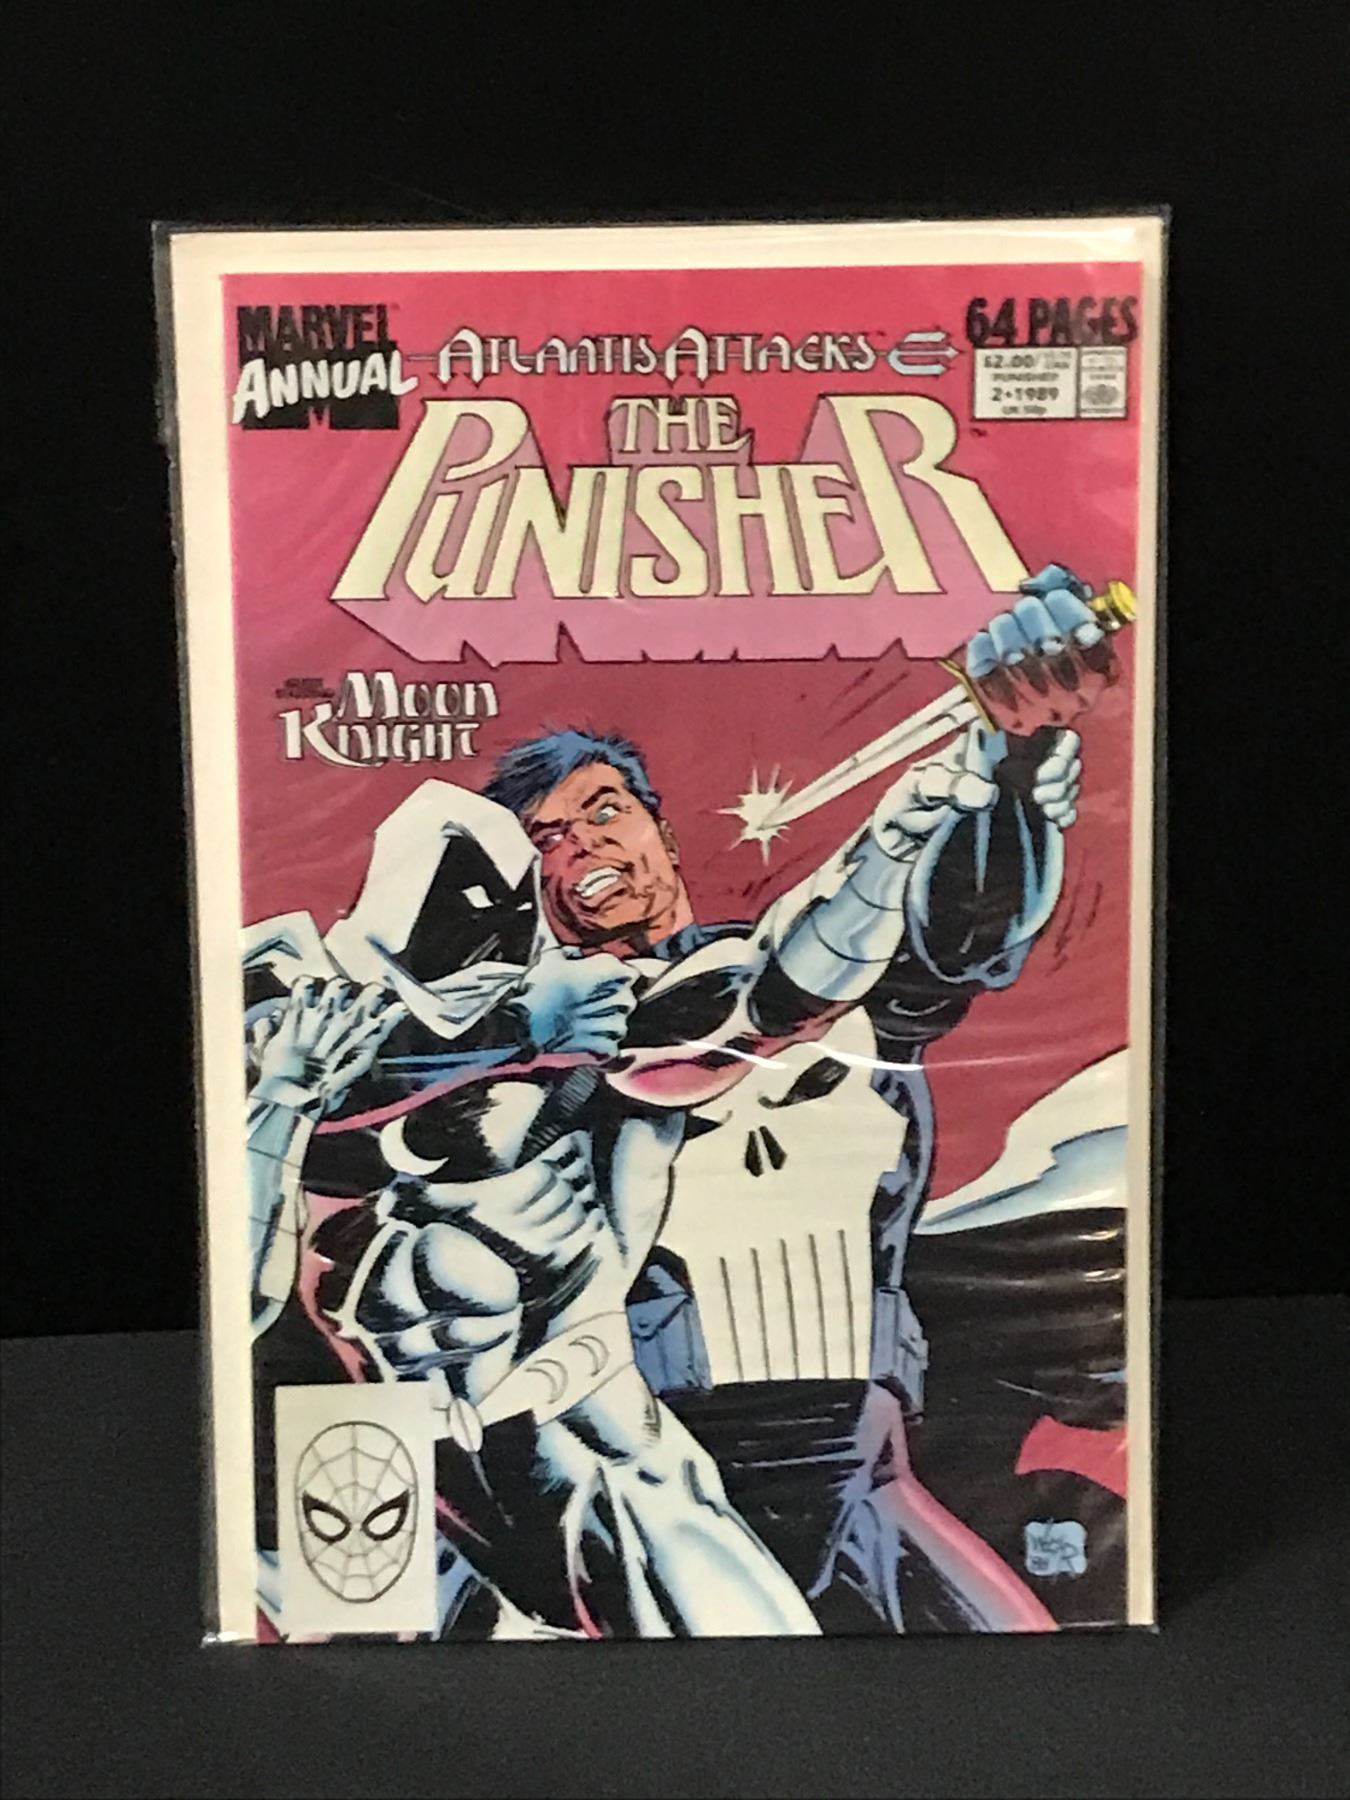 MARVEL
ANNUAL
ATLANTIS ATTACKS
64 PAGES
$2.00
PUNISHER
2•1989
THE
PUNISHER
MOON
KNIGHT